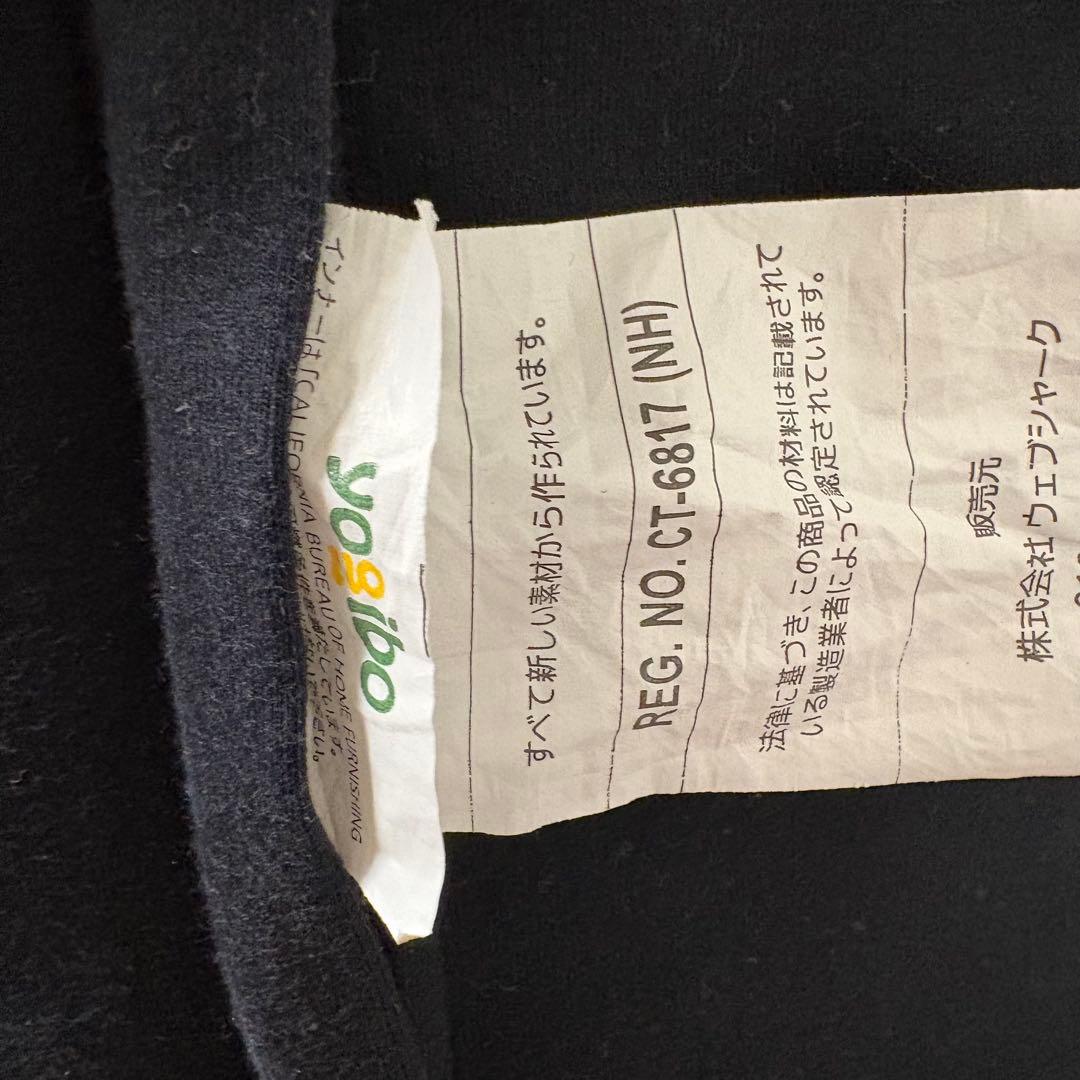 yogibo
インナーは「CALIFORNIA BUREAU OF HOME FURNISHING
すべて新しい素材から作られています。
REG. NO. CT-6817 (NH)
法律に基づき、この商品の材料は記載されて
いる製造業者によって認定されています。
販売元
株式会社ウェブシャーク